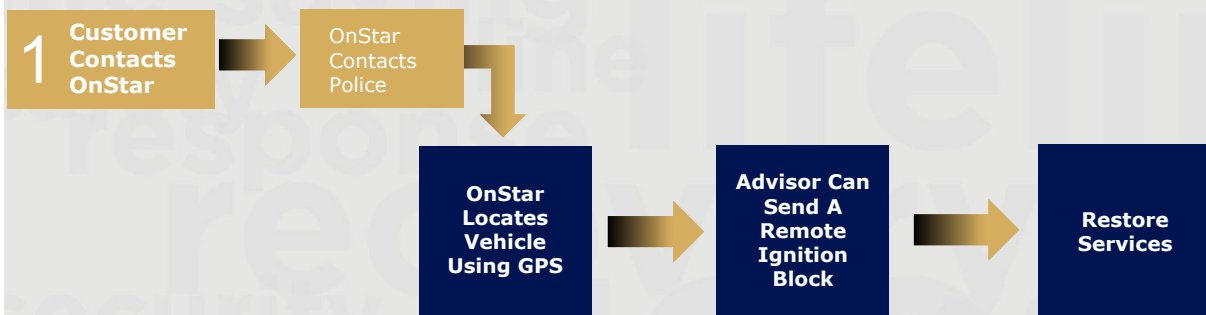 1
Customer
Contacts
OnStar
OnStar
Contacts
Police
OnStar
Locates
Vehicle
Using GPS
Advisor Can
Send A
Remote
Ignition
Block
Restore
Services
response